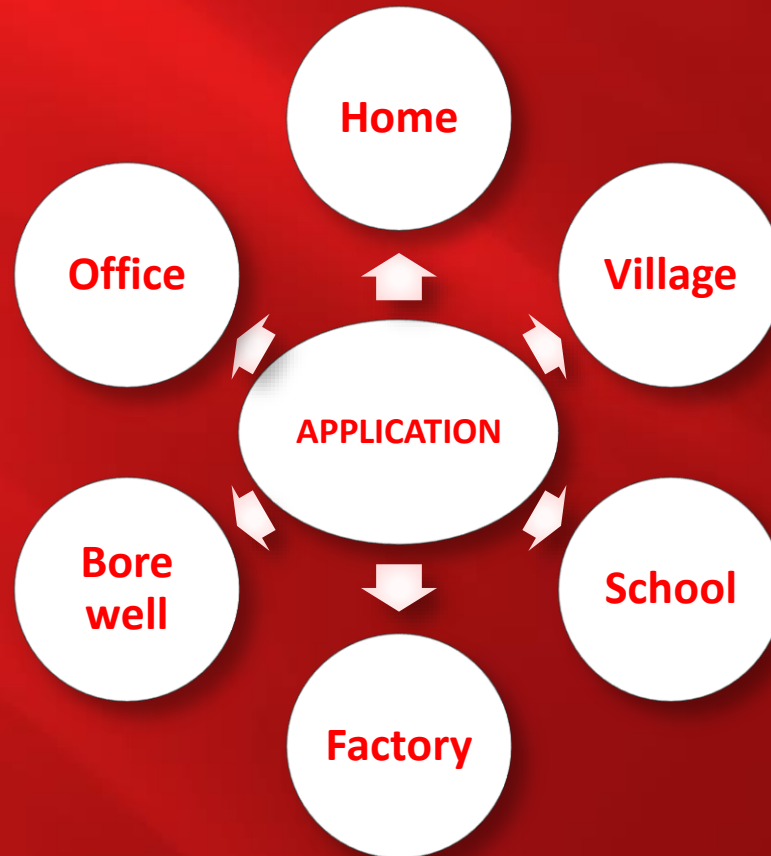 Home
Office
Village
APPLICATION
Bore
well
School
Factory